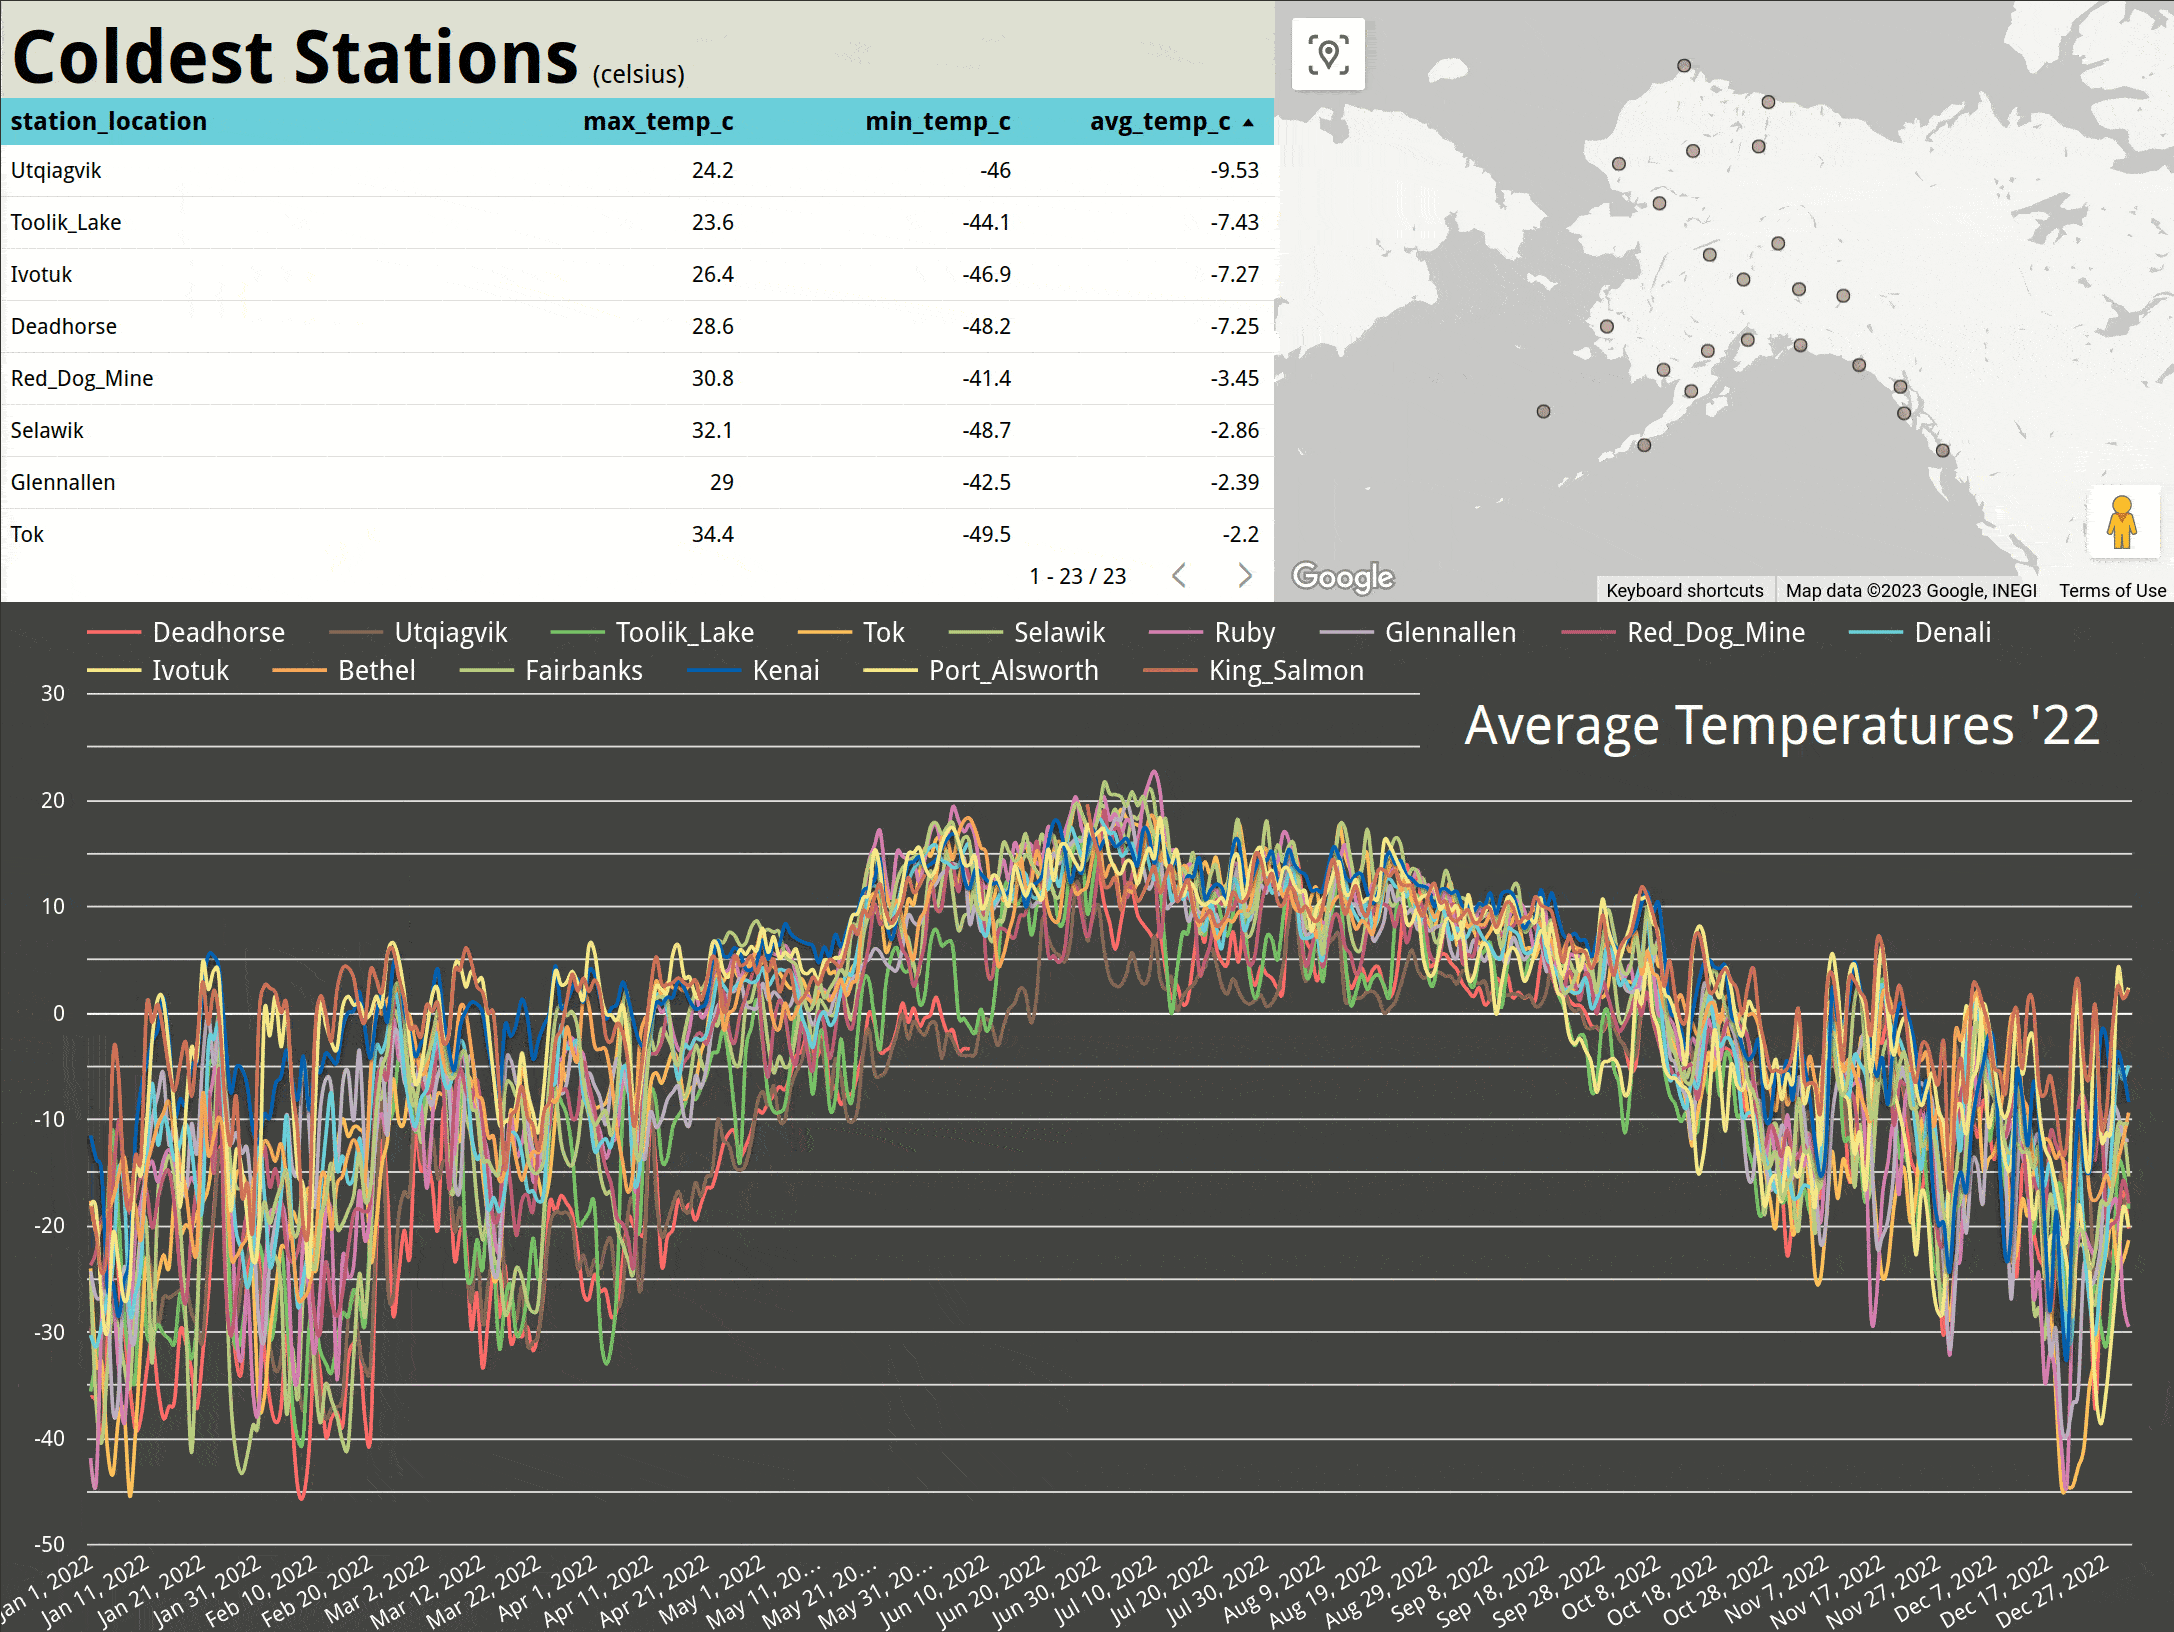 Coldest Stations (celsius)
station_location max_temp_c min_temp_c avg_temp_c
Utqiagvik 24.2 -46 -9.53
Toolik_Lake 23.6 -44.1 -7.43
Ivotuk 26.4 -46.9 -7.27
Deadhorse 28.6 -48.2 -7.25
Red_Dog_Mine 30.8 -41.4 -3.45
Selawik 32.1 -48.7 -2.86
Glennallen 29 -42.5 -2.39
Tok 34.4 -49.5 -2.2
1 - 23 / 23
Google
Keyboard shortcuts Map data ©2023 Google, INEGI Terms of Use
Deadhorse Utqiagvik Toolik_Lake Tok Selawik Ruby Glennallen Red_Dog_Mine Denali
Ivotuk Bethel Fairbanks Kenai Port_Alsworth King_Salmon
Average Temperatures '22
30
20
10
0
-10
-20
-30
-40
-50
Jan 1, 2022
Jan 11, 2022
Jan 21, 2022
Jan 31, 2022
Feb 10, 2022
Feb 20, 2022
Mar 2, 2022
Mar 12, 2022
Mar 22, 2022
Apr 1, 2022
Apr 11, 2022
Apr 21, 2022
May 1, 2022
May 11, 20…
May 21, 20…
May 31, 20…
Jun 10, 2022
Jun 20, 2022
Jun 30, 2022
Jul 10, 2022
Jul 20, 2022
Jul 30, 2022
Aug 9, 2022
Aug 19, 2022
Aug 29, 2022
Sep 8, 2022
Sep 18, 2022
Sep 28, 2022
Oct 8, 2022
Oct 18, 2022
Oct 28, 2022
Nov 7, 2022
Nov 17, 2022
Nov 27, 2022
Dec 7, 2022
Dec 17, 2022
Dec 27, 2022